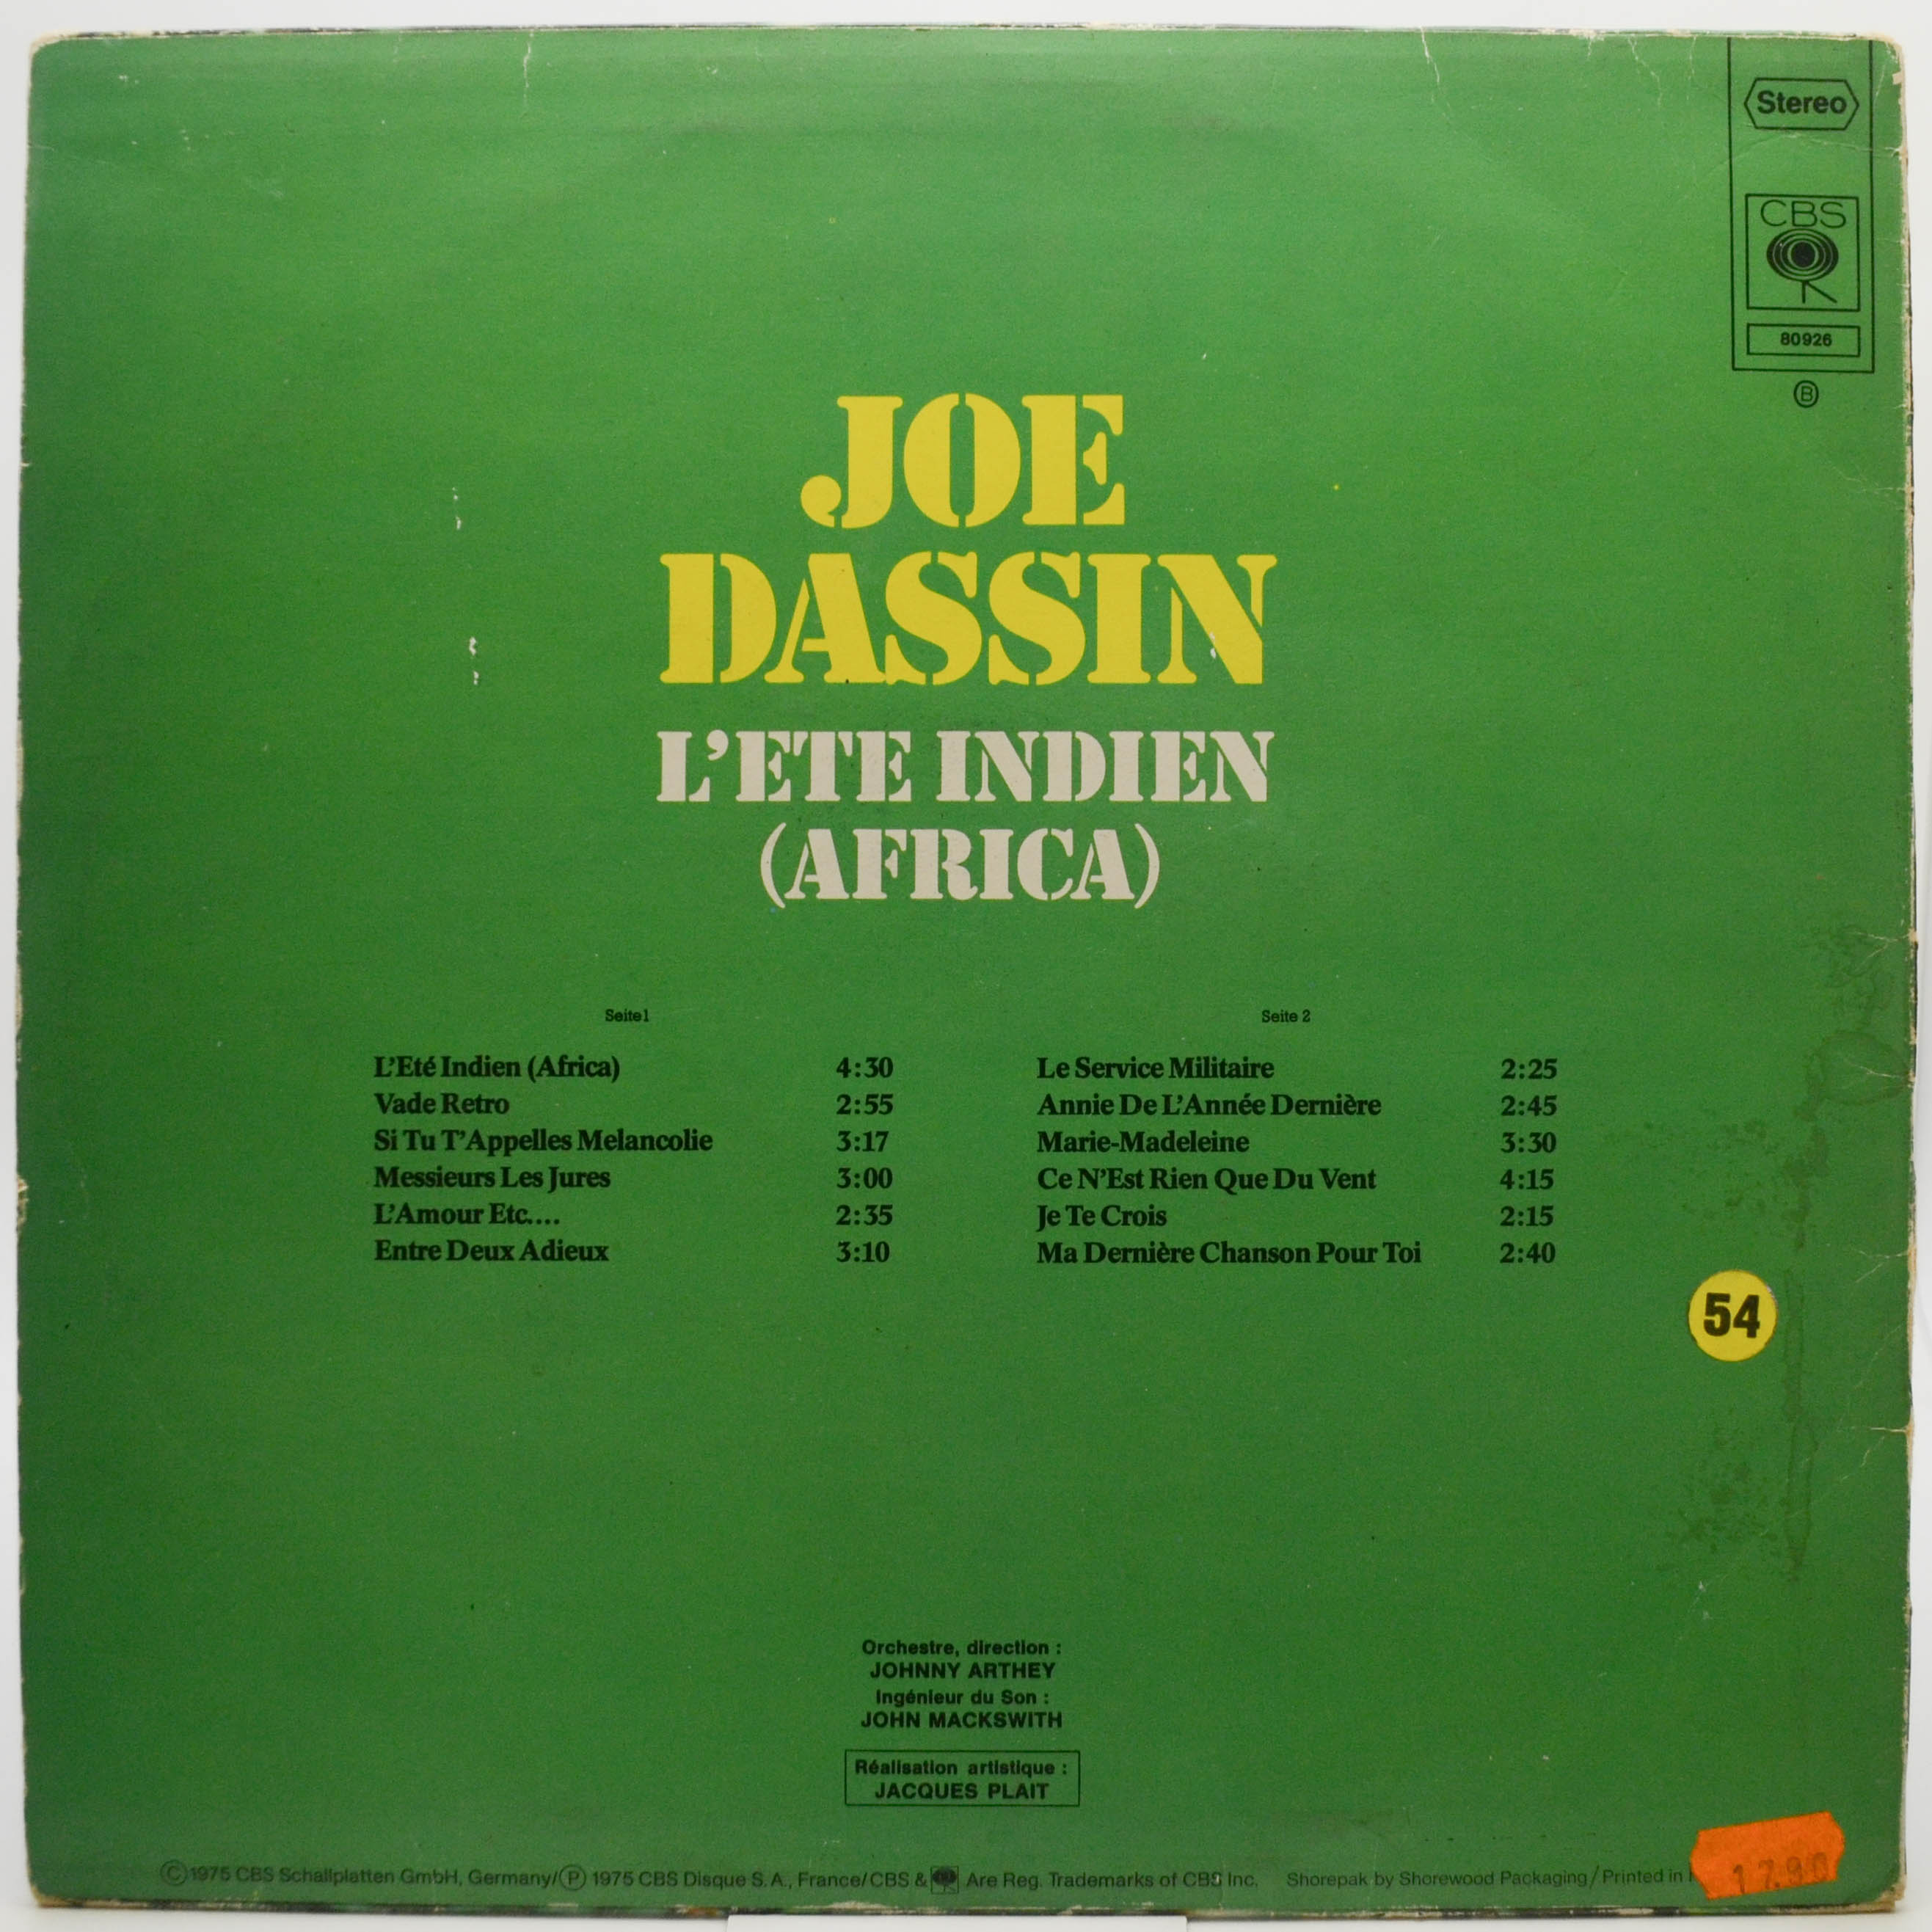 Stereo
CBS
80926
B
JOE
DASSIN
L'ETE INDIEN
(AFRICA)
Seite 1
L'Eté Indien (Africa) 4:30
Vade Retro 2:55
Si Tu T'Appelles Melancolie 3:17
Messieurs Les Jures 3:00
L'Amour Etc.... 2:35
Entre Deux Adieux 3:10
Seite 2
Le Service Militaire 2:25
Annie De L'Année Dernière 2:45
Marie-Madeleine 3:30
Ce N'Est Rien Que Du Vent 4:15
Je Te Crois 2:15
Ma Dernière Chanson Pour Toi 2:40
54
Orchestre, direction :
JOHNNY ARTHEY
Ingénieur du Son :
JOHN MACKSWITH
Réalisation artistique :
JACQUES PLAIT
Ⓒ 1975 CBS Schallplatten GmbH, Germany/Ⓟ 1975 CBS Disque S.A., France/CBS & Are Reg. Trademarks of CBS Inc. Shorepak by Shorewood Packaging/Printed in
17.90